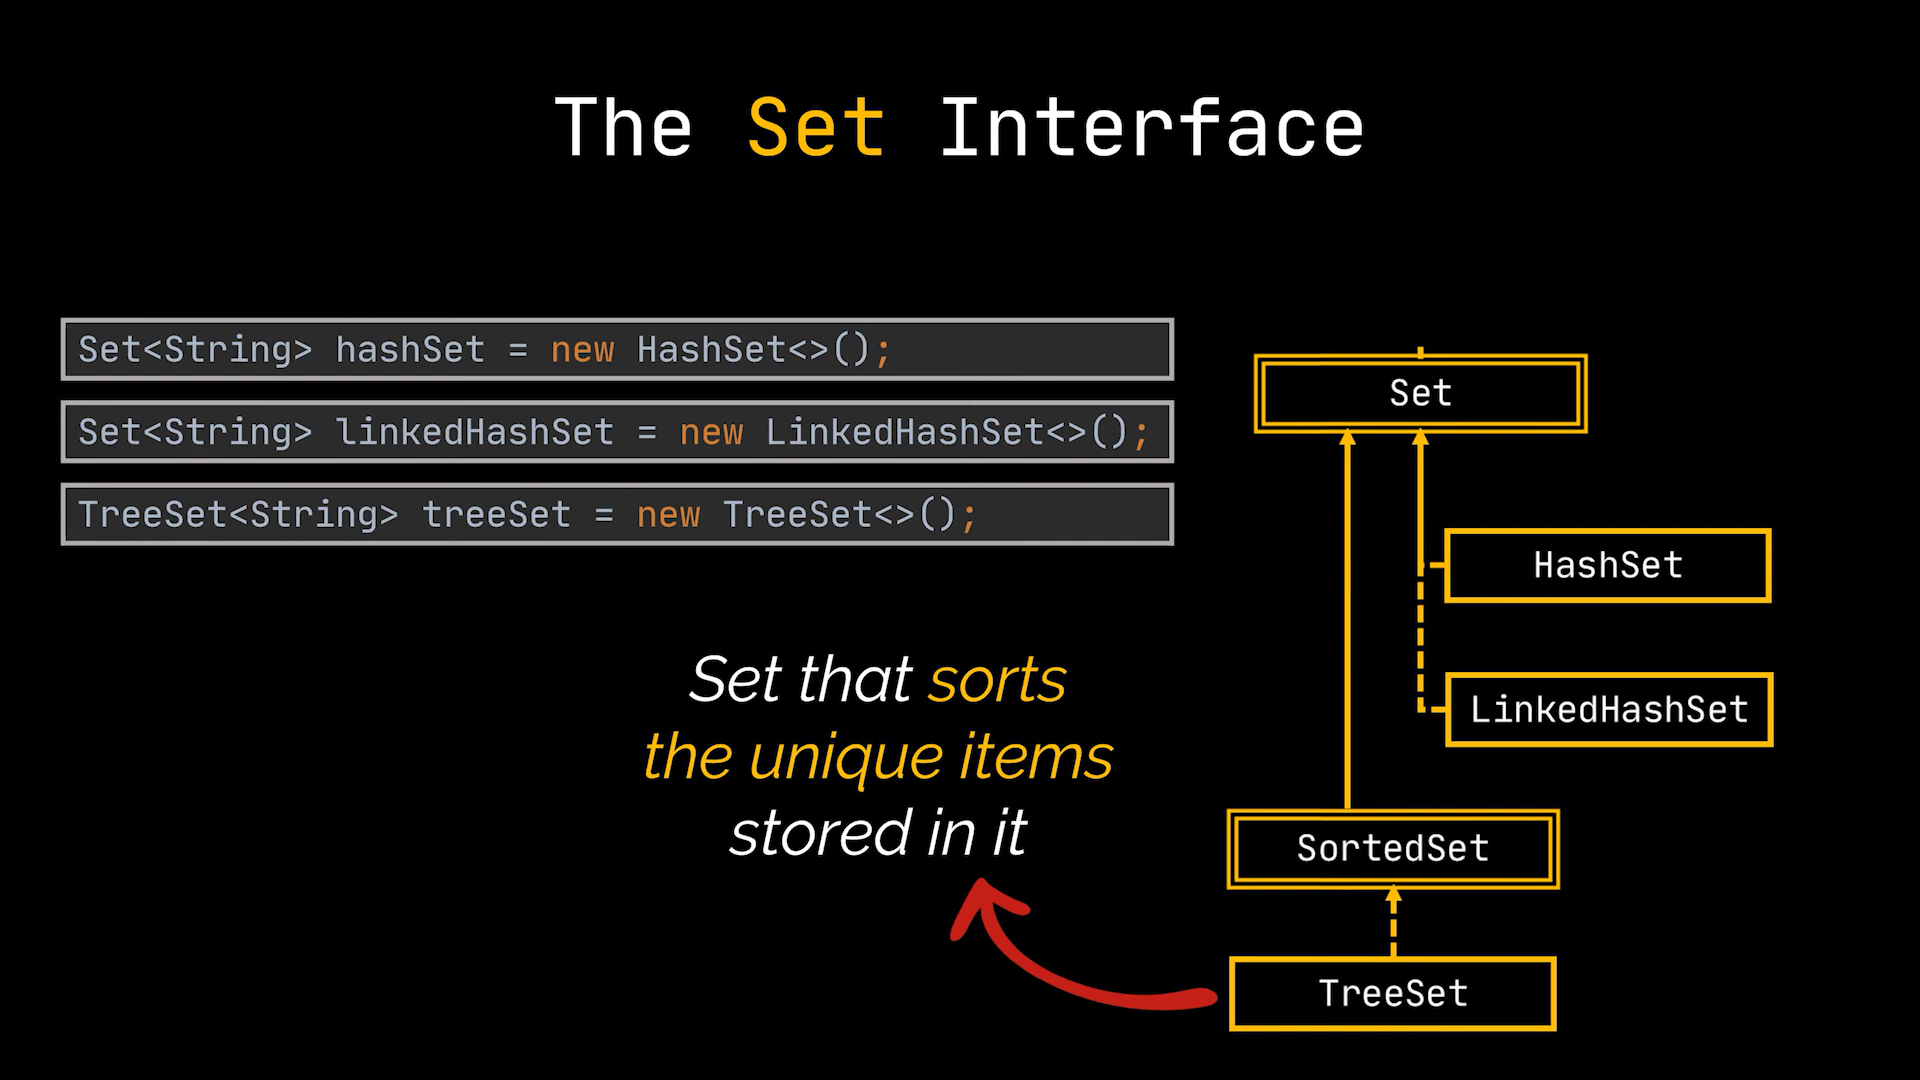 The Set Interface
Set<String> hashSet = new HashSet<>();
Set<String> linkedHashSet = new LinkedHashSet<>();
TreeSet<String> treeSet = new TreeSet<>();
Set that sorts
the unique items
stored in it
Set
HashSet
LinkedHashSet
SortedSet
TreeSet